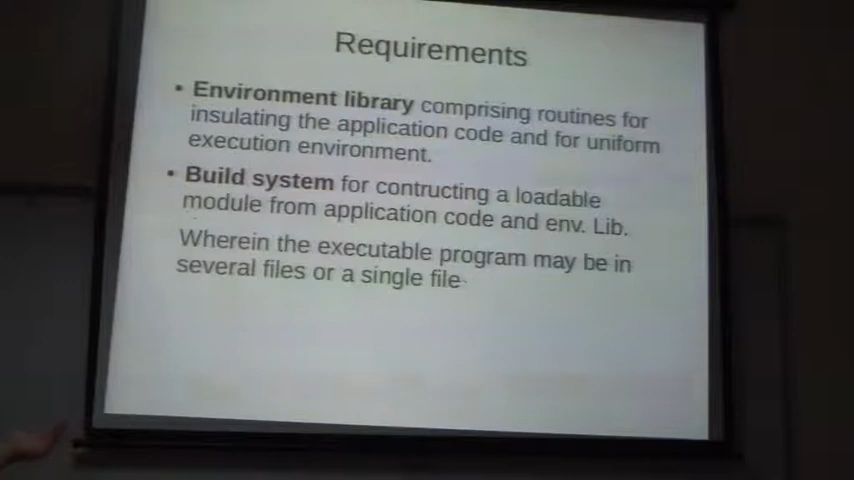 Requirements
• Environment library comprising routines for
insulating the application code and for uniform
execution environment.
• Build system for contructing a loadable
module from application code and env. Lib.
Wherein the executable program may be in
several files or a single file